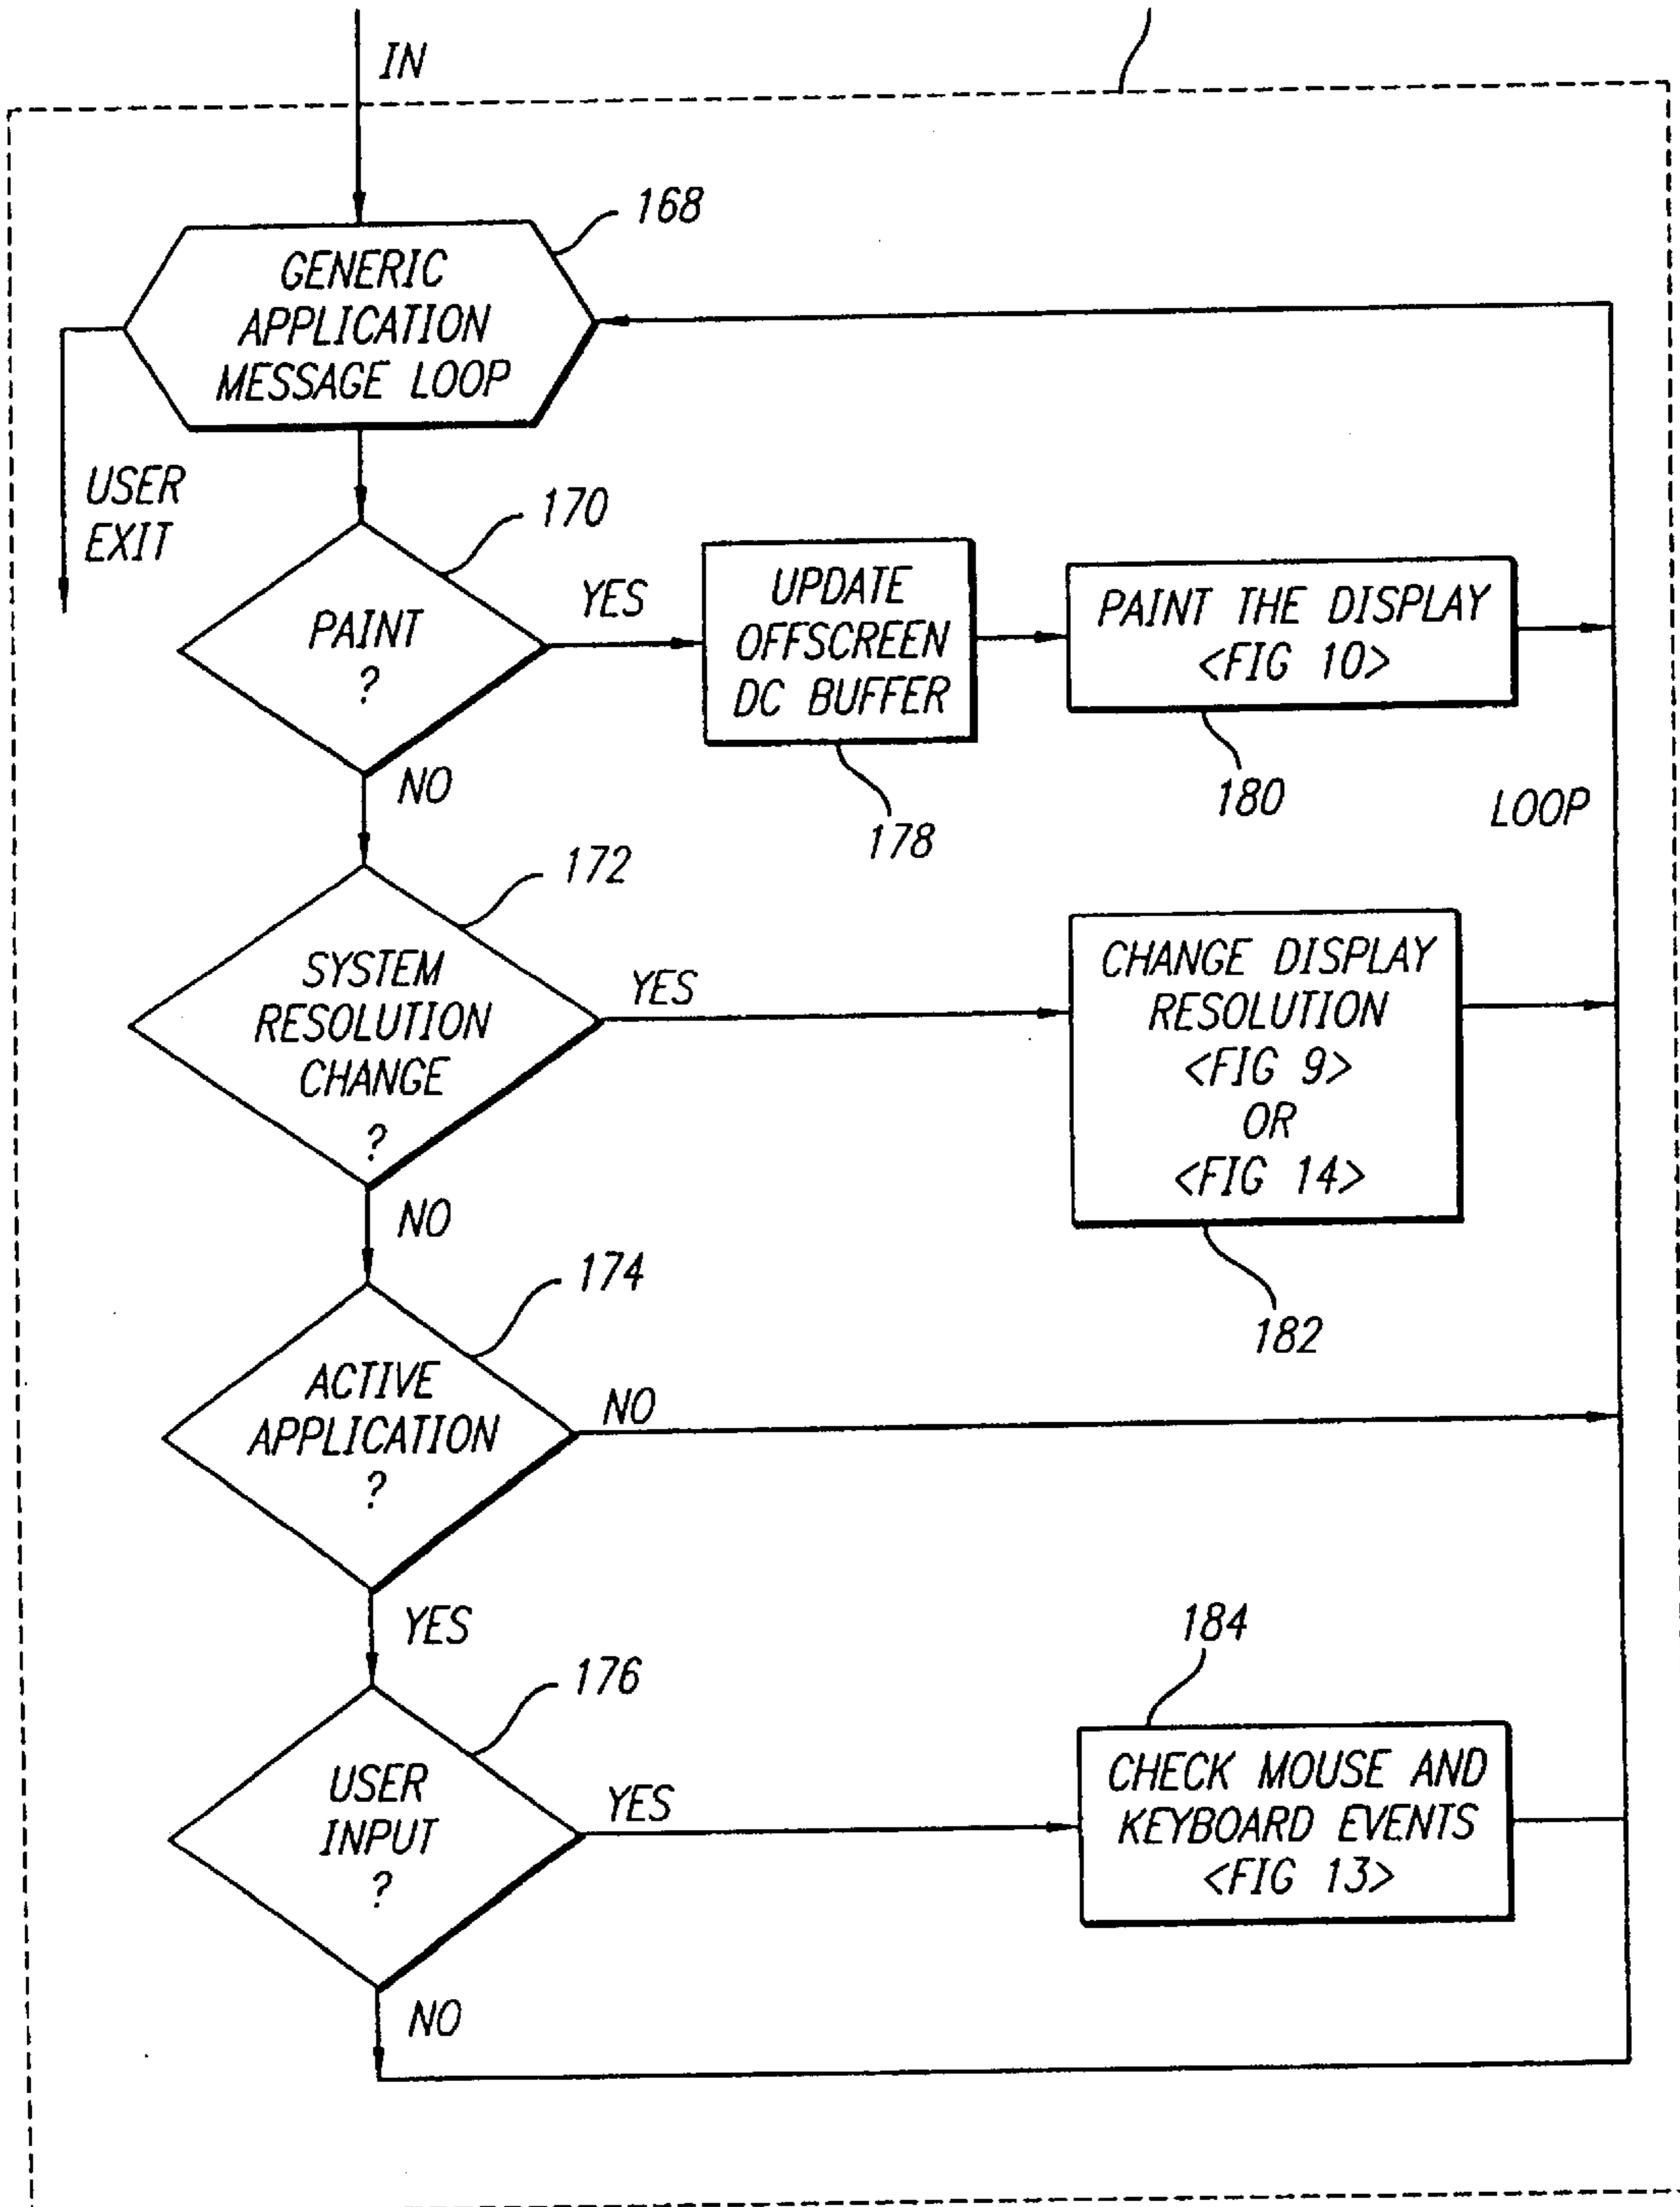 IN
168
GENERIC
APPLICATION
MESSAGE LOOP
USER
EXIT
170
PAINT
?
YES
UPDATE
OFFSCREEN
DC BUFFER
178
PAINT THE DISPLAY
<FIG 10>
180
NO
LOOP
172
SYSTEM
RESOLUTION
CHANGE
?
YES
CHANGE DISPLAY
RESOLUTION
<FIG 9>
OR
<FIG 14>
182
NO
174
ACTIVE
APPLICATION
?
NO
YES
176
USER
INPUT
?
YES
184
CHECK MOUSE AND
KEYBOARD EVENTS
<FIG 13>
NO